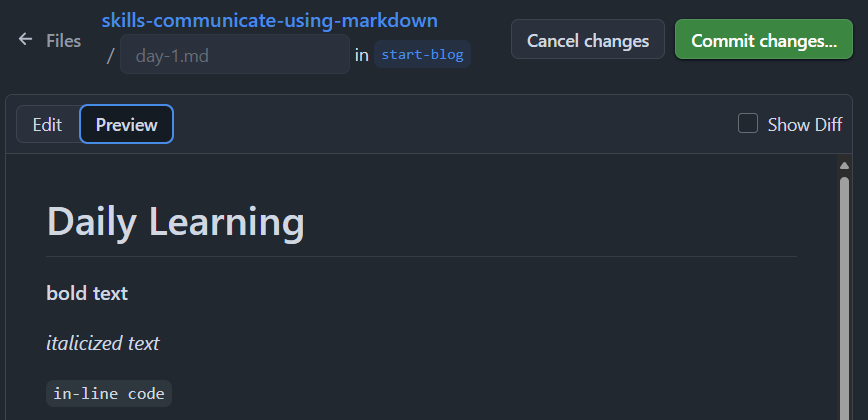 ← Files
skills-communicate-using-markdown
/ day-1.md in start-blog
Cancel changes
Commit changes...
Edit
Preview
Show Diff
Daily Learning
bold text
italicized text
in-line code